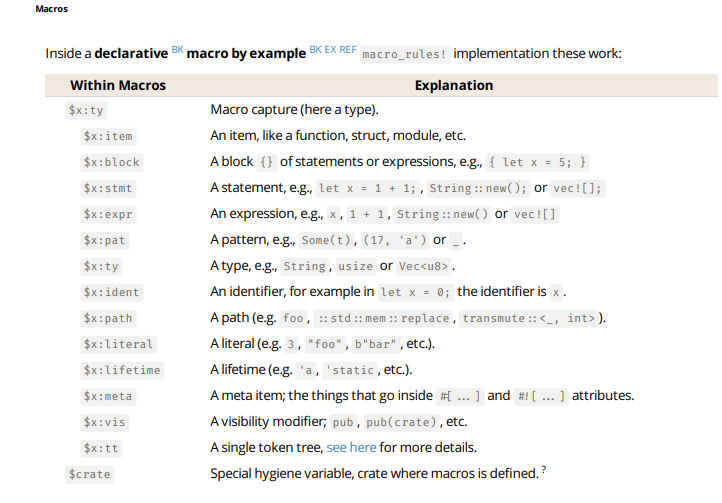 Macros
Inside a declarative BK macro by example BK EX REF macro_rules! implementation these work:
Within Macros Explanation
$x:ty Macro capture (here a type).
$x:item An item, like a function, struct, module, etc.
$x:block A block {} of statements or expressions, e.g., { let x = 5; }
$x:stmt A statement, e.g., let x = 1 + 1;, String::new(); or vec![];
$x:expr An expression, e.g., x, 1 + 1, String::new() or vec![]
$x:pat A pattern, e.g., Some(t), (17, 'a') or _.
$x:ty A type, e.g., String, usize or Vec<u8>.
$x:ident An identifier, for example in let x = 0; the identifier is x.
$x:path A path (e.g. foo, ::std::mem::replace, transmute::<_, int>).
$x:literal A literal (e.g. 3, "foo", b"bar", etc.).
$x:lifetime A lifetime (e.g. 'a, 'static, etc.).
$x:meta A meta item; the things that go inside #[ ... ] and #![ ... ] attributes.
$x:vis A visibility modifier; pub, pub(crate), etc.
$x:tt A single token tree, see here for more details.
$crate Special hygiene variable, crate where macros is defined. ?